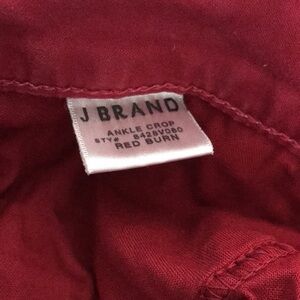 J BRAND
ANKLE CROP
STY# 8428V080
RED BURN